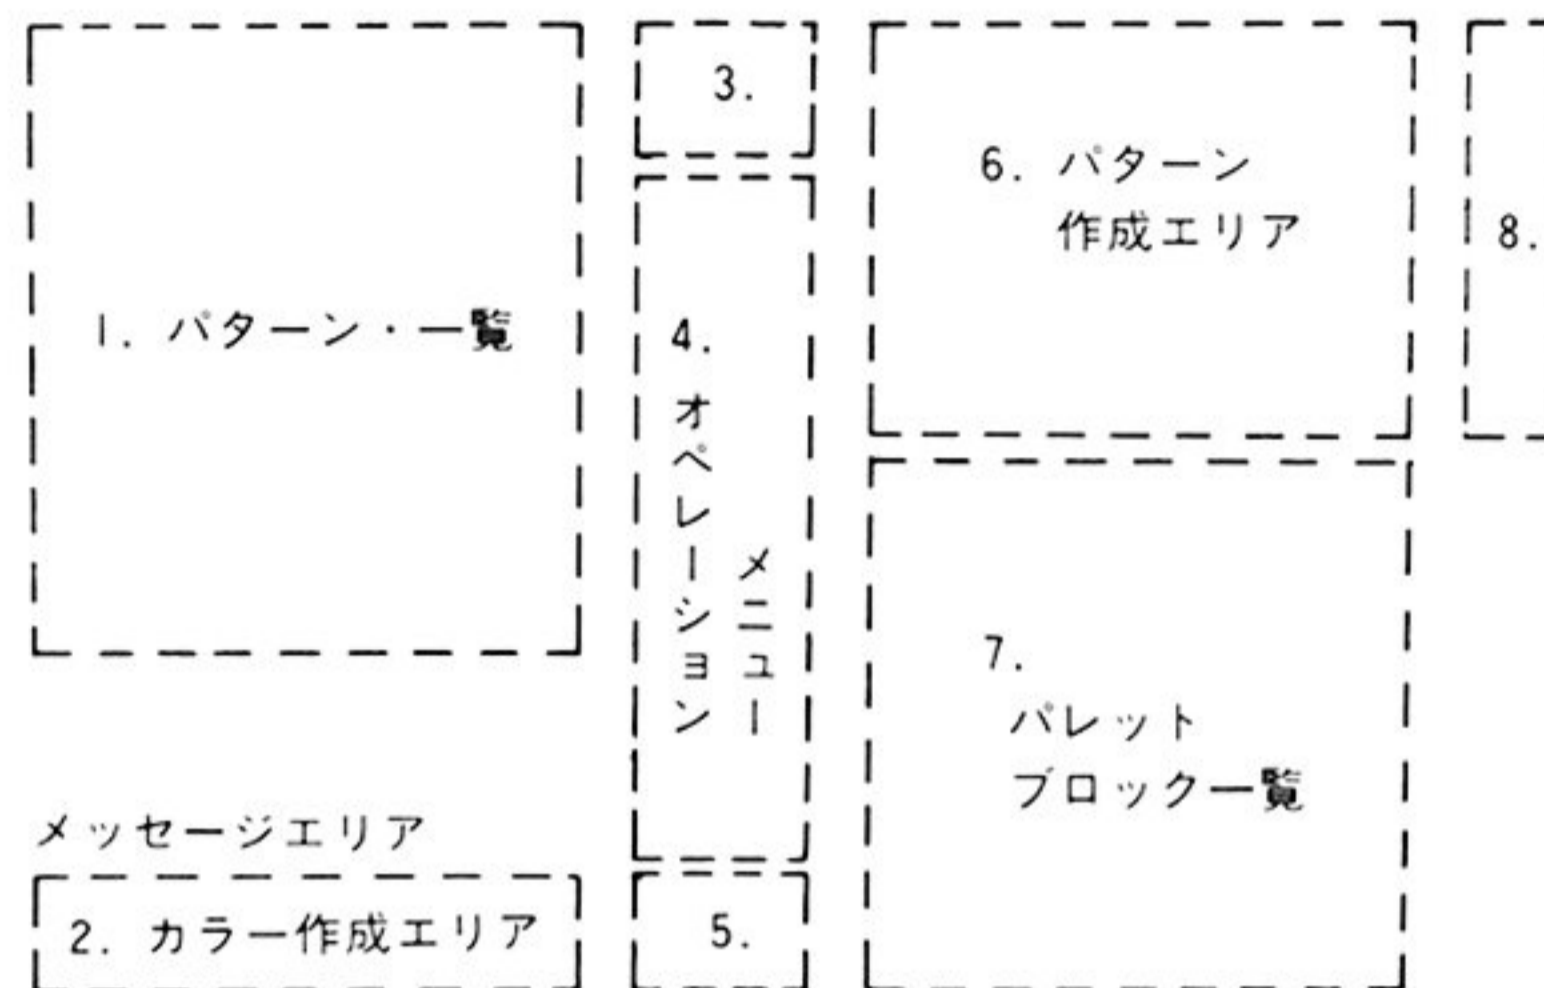 1. パターン・一覧
メッセージエリア
2. カラー作成エリア
3.
4. オペレーション
メニュー
5.
6. パターン
作成エリア
7.
パレット
ブロック一覧
8.